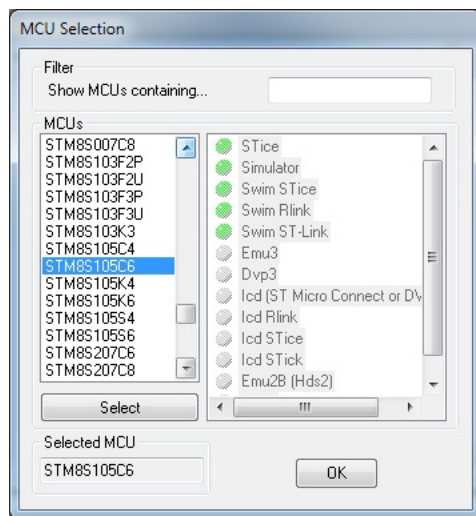 MCU Selection
Filter
Show MCUs containing...
MCUs
STM8S007C8
STM8S103F2P
STM8S103F2U
STM8S103F3P
STM8S103F3U
STM8S103K3
STM8S105C4
STM8S105C6
STM8S105K4
STM8S105K6
STM8S105S4
STM8S105S6
STM8S207C6
STM8S207C8
STice
Simulator
Swim STice
Swim Rlink
Swim ST-Link
Emu3
Dvp3
Icd (ST Micro Connect or DV
Icd Rlink
Icd STice
Icd STick
Emu2B (Hds2)
Select
Selected MCU
STM8S105C6
OK